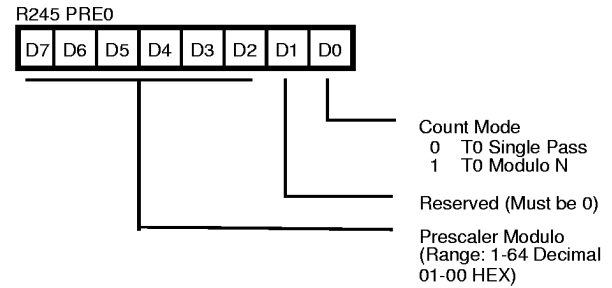 R245 PRE0
D7 D6 D5 D4 D3 D2 D1 D0
Count Mode
0 T0 Single Pass
1 T0 Modulo N
Reserved (Must be 0)
Prescaler Modulo
(Range: 1-64 Decimal
01-00 HEX)